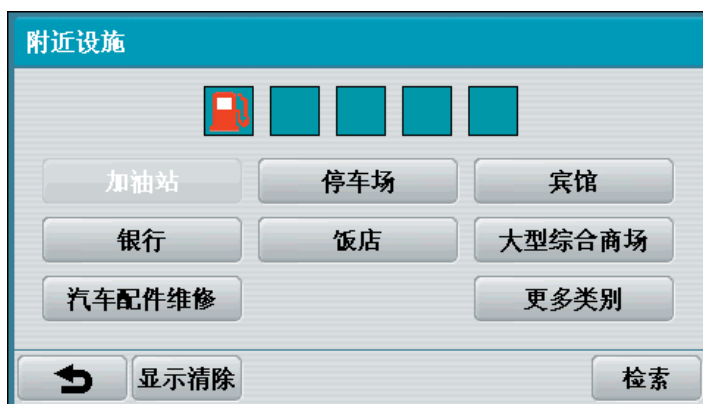 附近设施
加油站 停车场 宾馆
银行 饭店 大型综合商场
汽车配件维修 更多类别
显示清除 检索